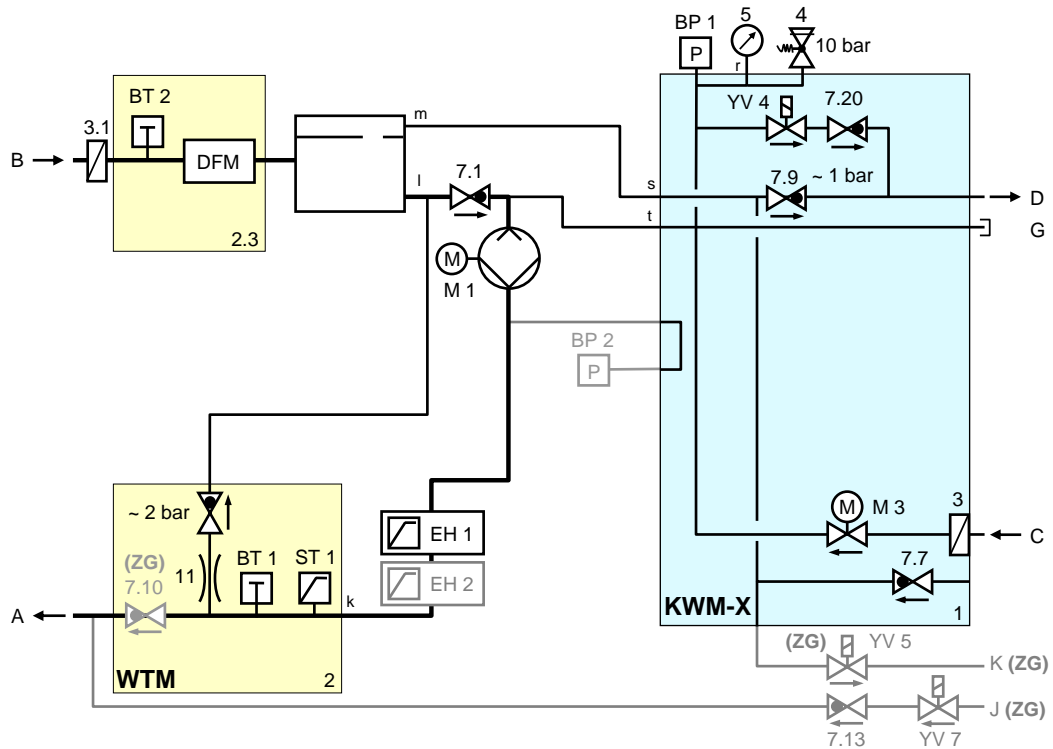 BP 1
5
4
P
10 bar
r
BT 2
YV 4
7.20
3.1
m
B
DFM
7.1
7.9
~ 1 bar
l
s
D
t
G
2.3
M
M 1
BP 2
P
M
M 3
3
~ 2 bar
EH 1
C
BT 1
ST 1
(ZG)
11
EH 2
7.7
7.10
k
A
KWM-X
1
WTM
2
(ZG)
YV 5
K (ZG)
J (ZG)
7.13
YV 7